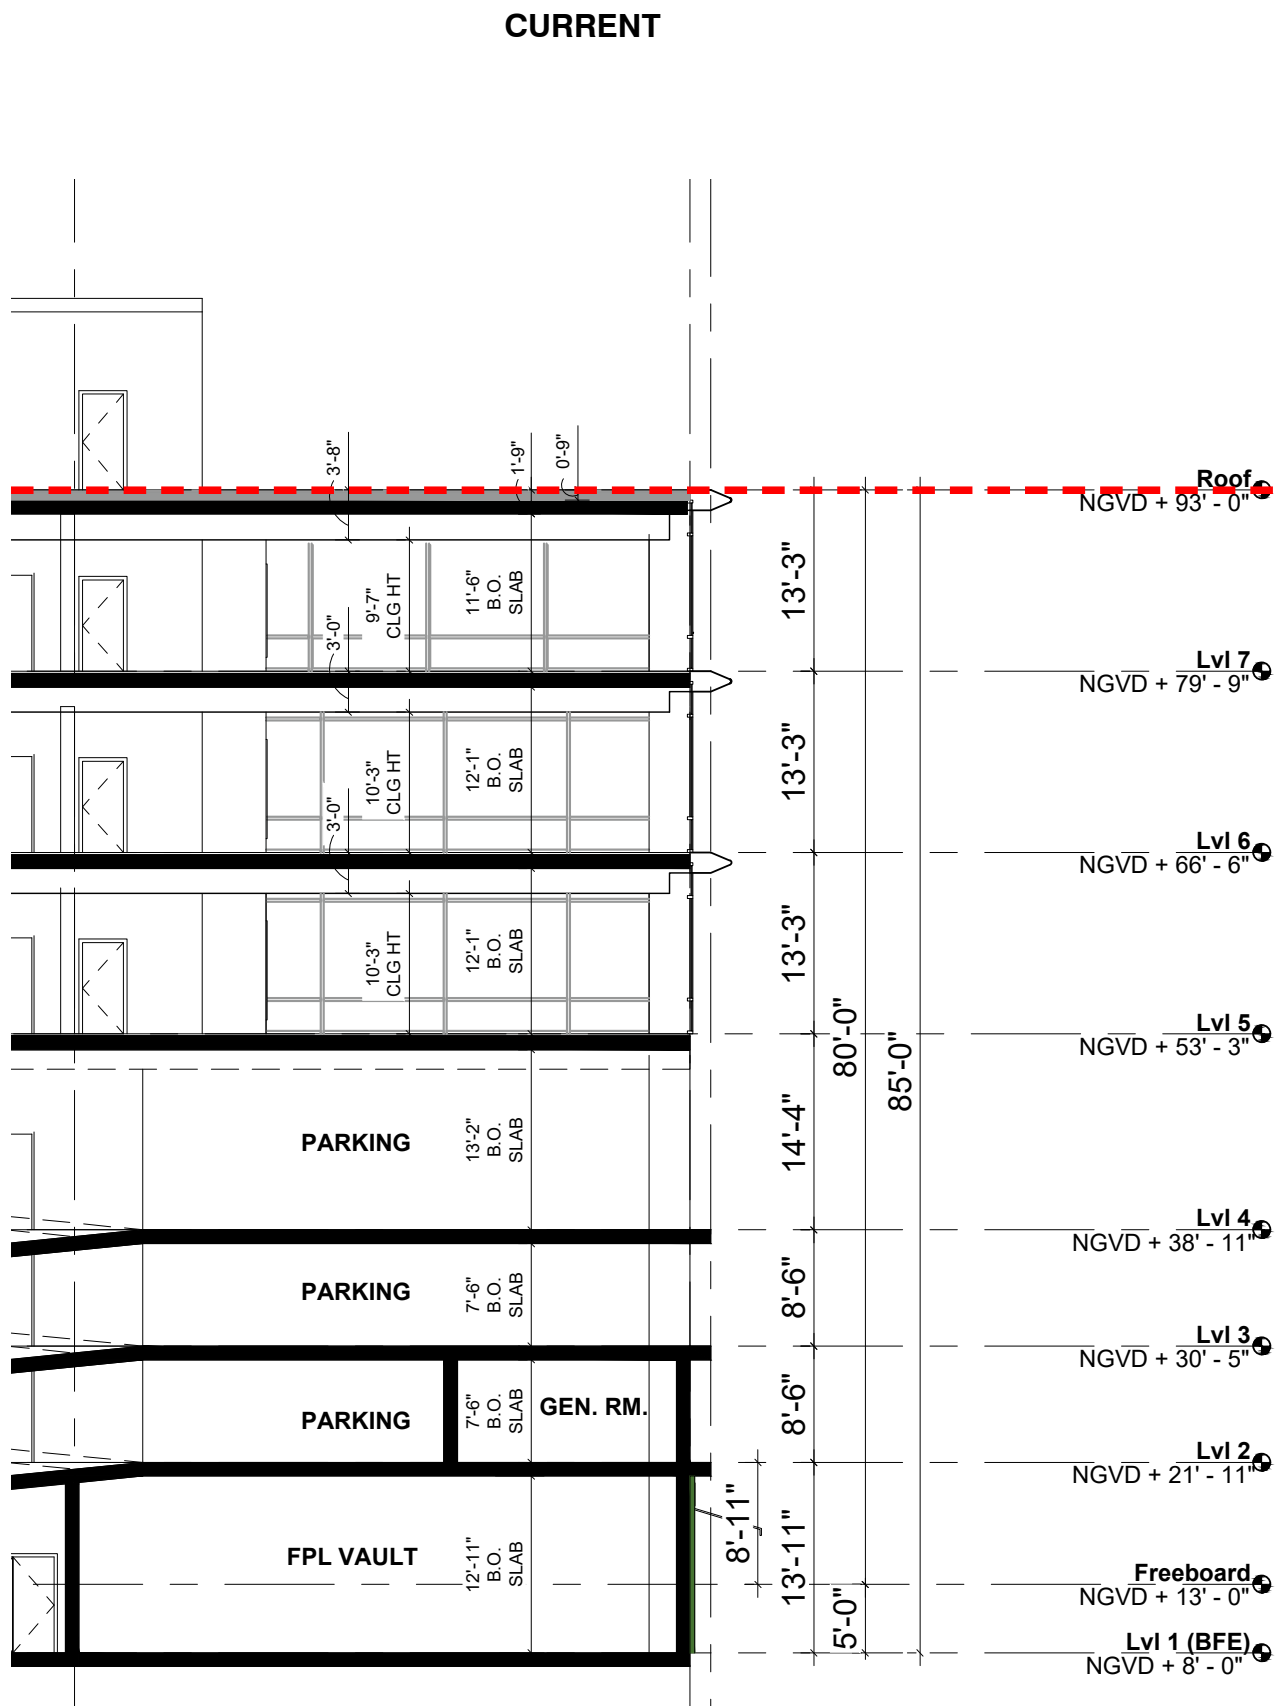 CURRENT
3'-8"
1'-9"
0'-9"
Roof
NGVD + 93' - 0"
13'-3"
9'-7"
CLG HT
11'-6"
B.O.
SLAB
3'-0"
Lvl 7
NGVD + 79' - 9"
13'-3"
10'-3"
CLG HT
12'-1"
B.O.
SLAB
3'-0"
Lvl 6
NGVD + 66' - 6"
13'-3"
10'-3"
CLG HT
12'-1"
B.O.
SLAB
80'-0"
85'-0"
Lvl 5
NGVD + 53' - 3"
14'-4"
PARKING
13'-2"
B.O.
SLAB
Lvl 4
NGVD + 38' - 11"
8'-6"
PARKING
7'-6"
B.O.
SLAB
Lvl 3
NGVD + 30' - 5"
8'-6"
PARKING
7'-6"
B.O.
SLAB
GEN. RM.
Lvl 2
NGVD + 21' - 11"
8'-11"
13'-11"
FPL VAULT
12'-11"
B.O.
SLAB
Freeboard
NGVD + 13' - 0"
5'-0"
Lvl 1 (BFE)
NGVD + 8' - 0"